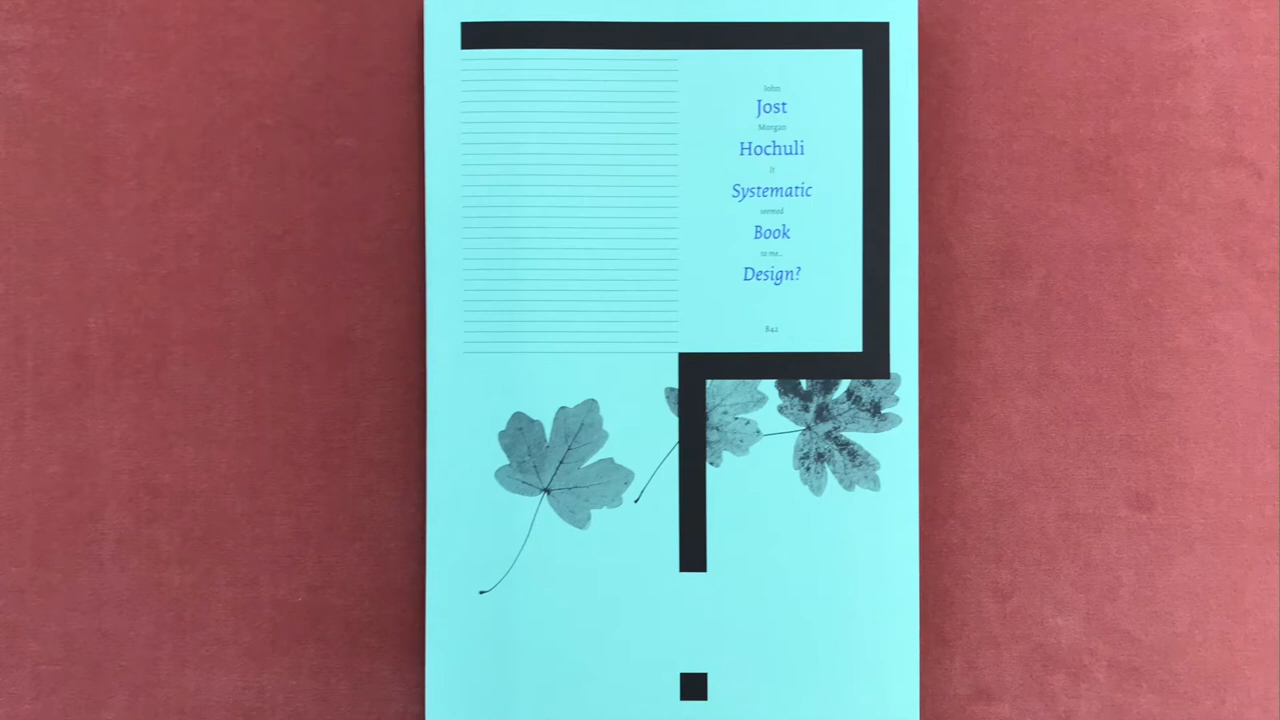 John
Jost
Morgan
Hochuli
It
Systematic
seemed
Book
to me...
Design?
B42